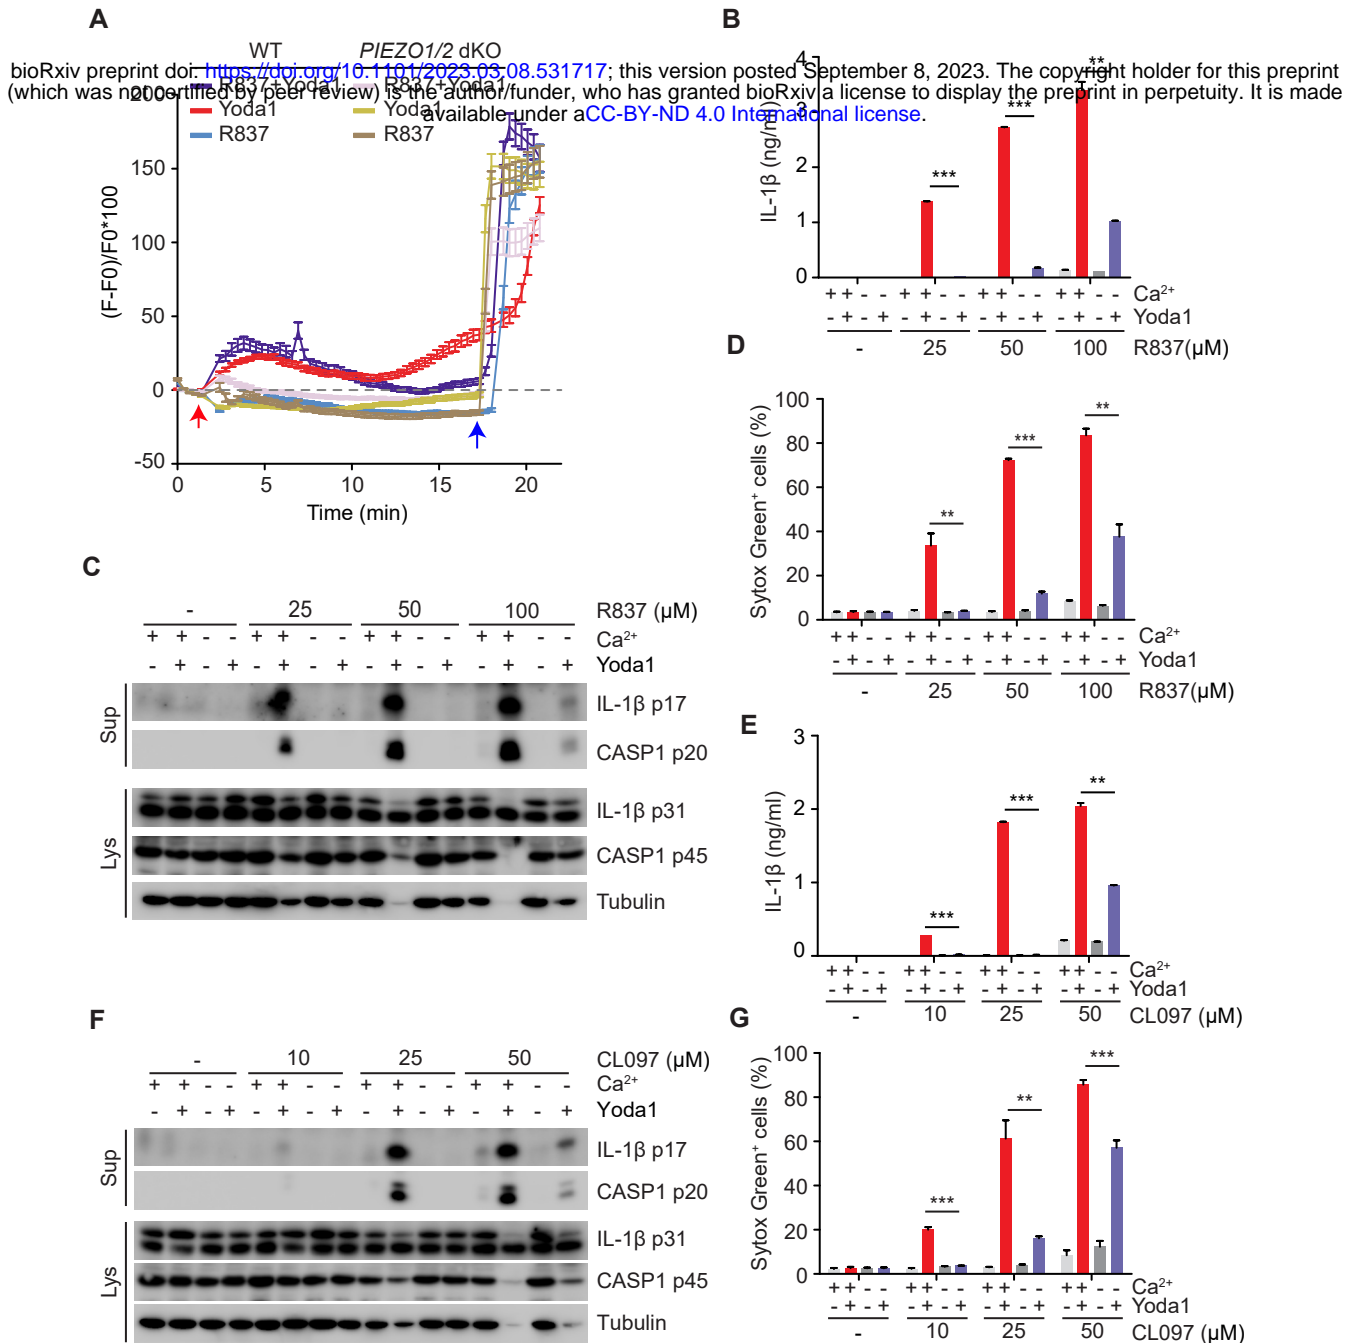 A
B
WT PIEZO1/2 dKO
bioRxiv preprint doi: https://doi.org/10.1101/2023.03.08.531717; this version posted September 8, 2023. The copyright holder for this preprint
(which was not certified by peer review) is the author/funder, who has granted bioRxiv a license to display the preprint in perpetuity. It is made
available under aCC-BY-ND 4.0 International license.
R837+Yoda1 R837+Yoda1
Yoda1 Yoda1
R837 R837
(F-F0)/F0*100
200
150
100
50
0
-50
0 5 10 15 20
Time (min)
IL-1β (ng/ml)
4
3
2
1
0
*** *** **
+ + - - + + - - + + - - + + - - Ca²⁺
- + - + - + - + - + - + - + - + Yoda1
- 25 50 100 R837(μM)
D
Sytox Green⁺ cells (%)
100
80
60
40
20
0
** *** **
+ + - - + + - - + + - - + + - - Ca²⁺
- + - + - + - + - + - + - + - + Yoda1
- 25 50 100 R837(μM)
C
- 25 50 100 R837 (μM)
+ + - - + + - - + + - - + + - - Ca²⁺
- + - + - + - + - + - + - + - + Yoda1
Sup
IL-1β p17
CASP1 p20
Lys
IL-1β p31
CASP1 p45
Tubulin
E
IL-1β (ng/ml)
3
2
1
0
*** *** **
+ + - - + + - - + + - - + + - - Ca²⁺
- + - + - + - + - + - + - + - + Yoda1
- 10 25 50 CL097 (μM)
F
- 10 25 50 CL097 (μM)
+ + - - + + - - + + - - + + - - Ca²⁺
- + - + - + - + - + - + - + - + Yoda1
Sup
IL-1β p17
CASP1 p20
Lys
IL-1β p31
CASP1 p45
Tubulin
G
Sytox Green⁺ cells (%)
100
80
60
40
20
0
*** ** ***
+ + - - + + - - + + - - + + - - Ca²⁺
- + - + - + - + - + - + - + - + Yoda1
- 10 25 50 CL097 (μM)